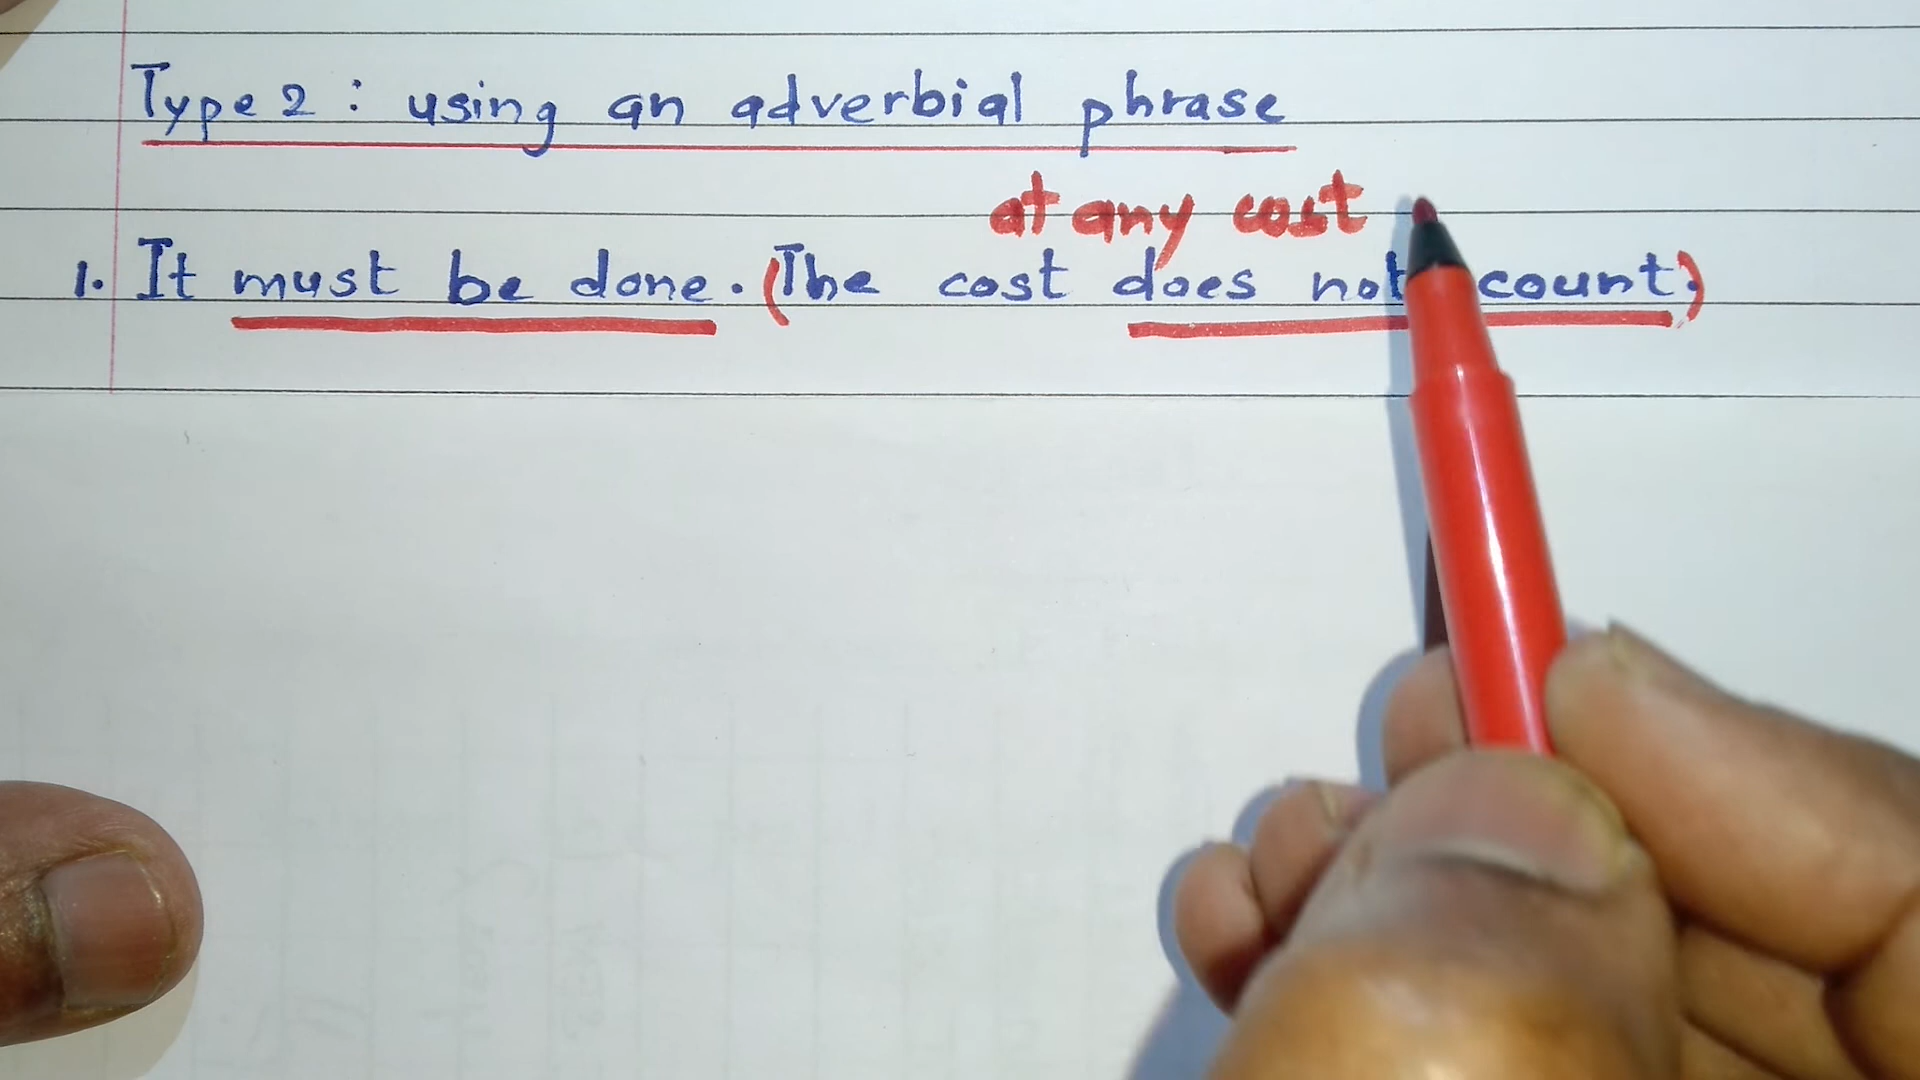 Type 2 : using an adverbial phrase
at any cost
1. It must be done. (The cost does not count.)